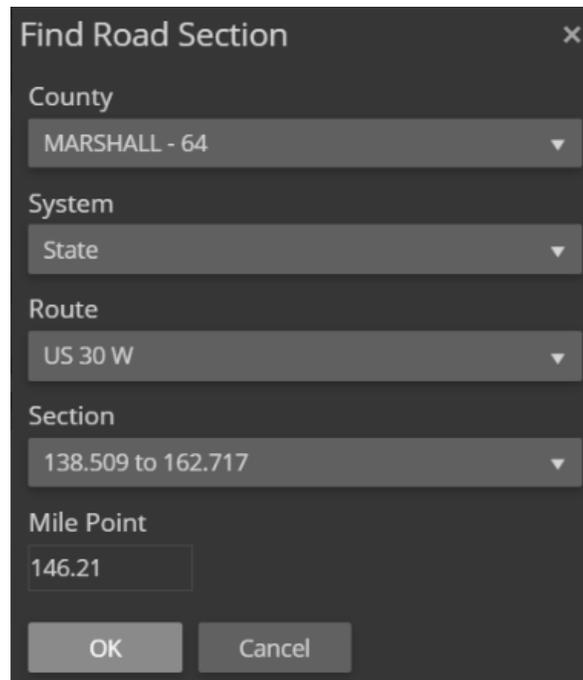 Find Road Section ×
County
MARSHALL - 64
System
State
Route
US 30 W
Section
138.509 to 162.717
Mile Point
146.21
OK Cancel